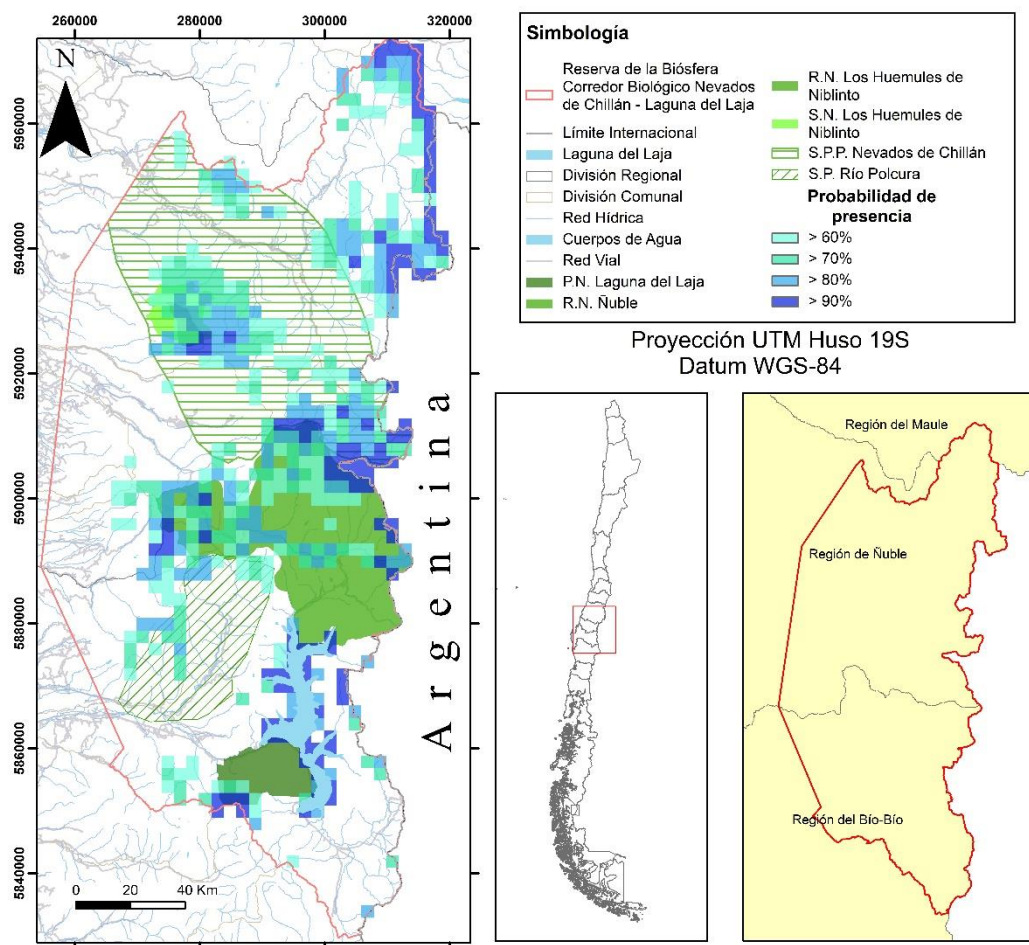 260000
280000
300000
320000
N
5960000
5940000
5920000
5900000
5880000
5860000
5840000
Argentina
0
20
40 Km
Simbología
Reserva de la Biósfera
Corredor Biológico Nevados
de Chillán - Laguna del Laja
Límite Internacional
Laguna del Laja
División Regional
División Comunal
Red Hídrica
Cuerpos de Agua
Red Vial
P.N. Laguna del Laja
R.N. Ñuble
R.N. Los Huemules de
Niblinto
S.N. Los Huemules de
Niblinto
S.P.P. Nevados de Chillán
S.P. Río Polcura
Probabilidad de
presencia
> 60%
> 70%
> 80%
> 90%
Proyección UTM Huso 19S
Datum WGS-84
Región del Maule
Región de Ñuble
Región del Bío-Bío